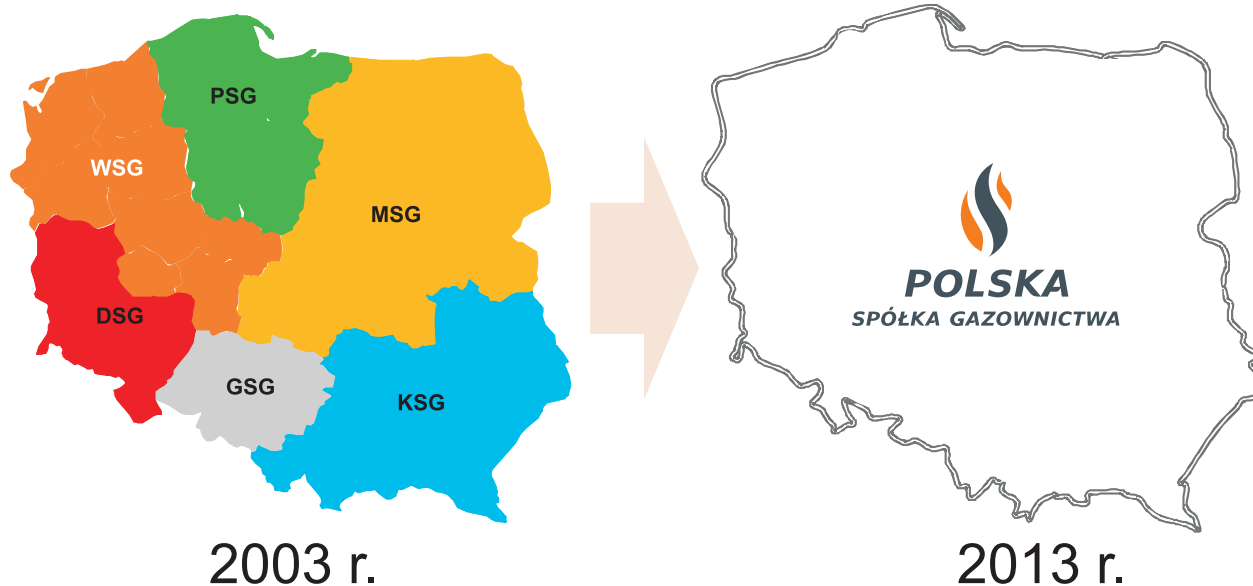 PSG
WSG
MSG
DSG
GSG
KSG
POLSKA
SPÓŁKA GAZOWNICTWA
2003 r.
2013 r.